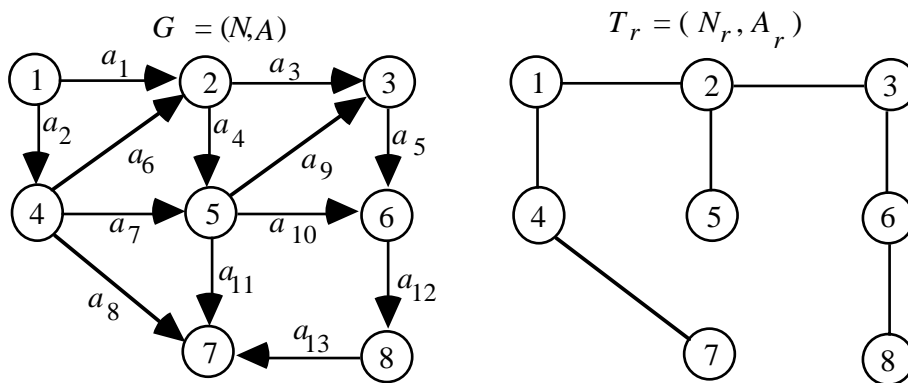 G = (N,A)
T_r = ( N_r , A_r )
1 a_1 2 a_3 3
1 2 3
a_2 a_4 a_5
a_6 a_9
4 a_7 5 a_10 6
4 5 6
a_8 a_11 a_12
7 a_13 8
7 8